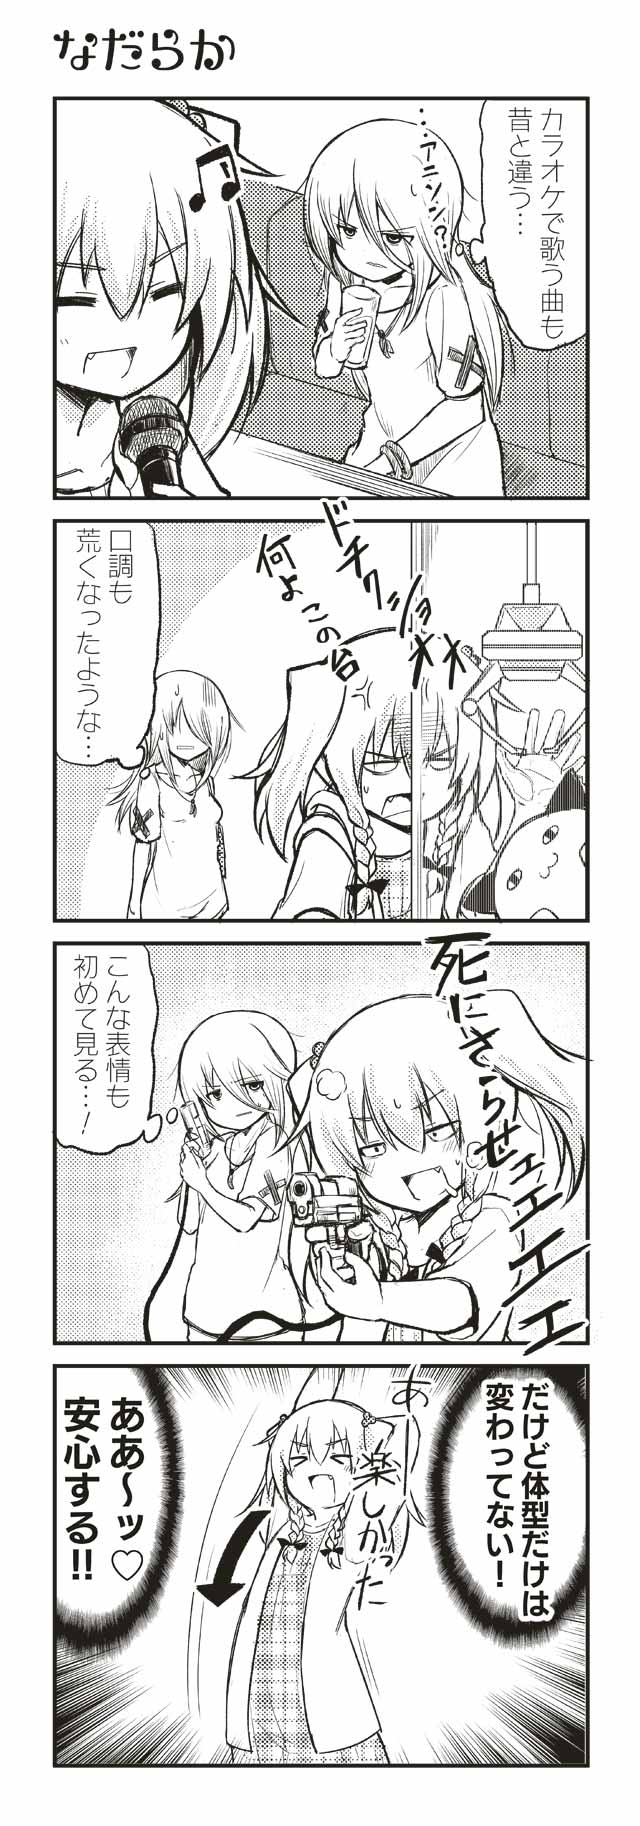 なだらか
カラオケで歌う曲も
昔と違う…
…アニソン?
ドチクショオオ
何よこの台
口調も
荒くなったような…
死にさらせェエエエエ
こんな表情も
初めて見る…!
だけど体型だけは
変わってない!
あー楽しかった
ああ〜ッ♡
安心する!!